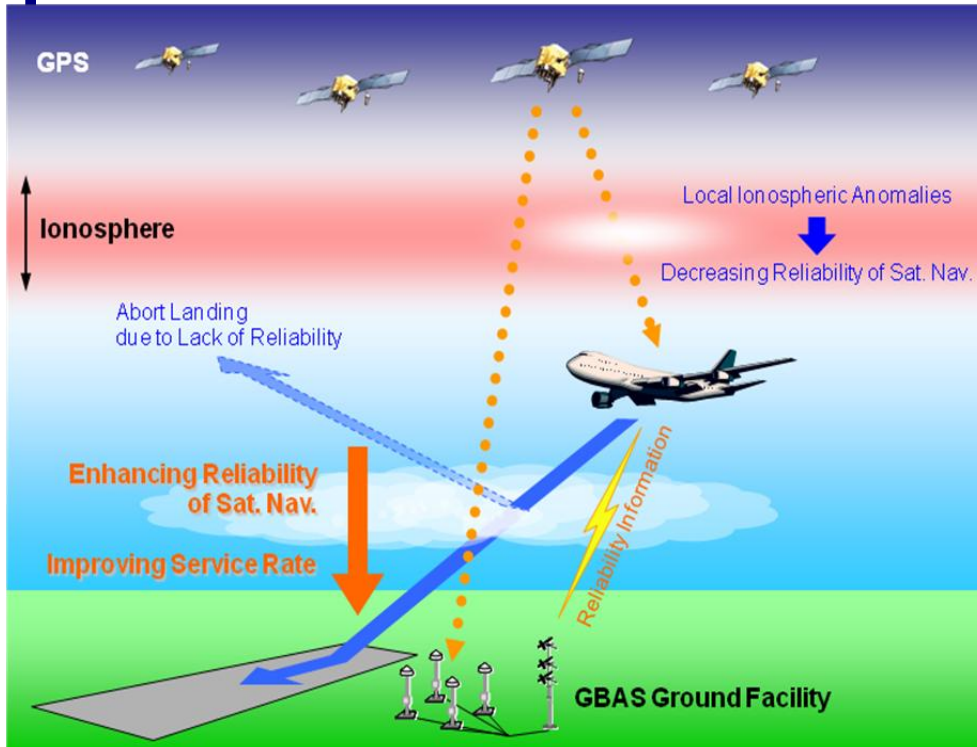 GPS
Local Ionospheric Anomalies
Ionosphere
Decreasing Reliability of Sat. Nav.
Abort Landing
due to Lack of Reliability
Enhancing Reliability
of Sat. Nav.
Improving Service Rate
Reliability Information
GBAS Ground Facility